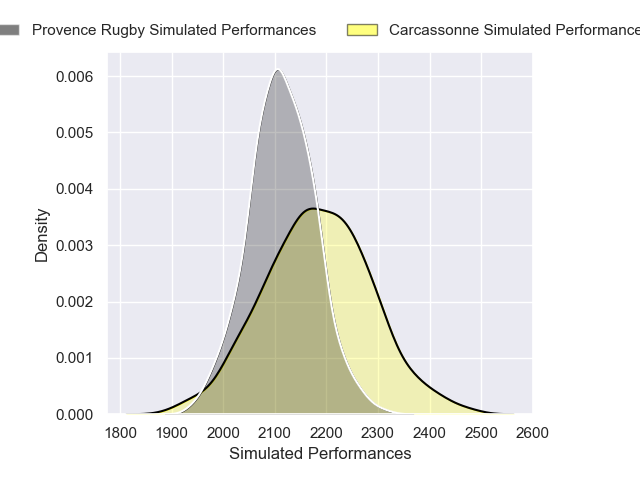 Provence Rugby Simulated Performances
Carcassonne Simulated Performance
0.006
0.005
0.004
0.003
0.002
0.001
0.000
Density
1800 1900 2000 2100 2200 2300 2400 2500 2600
Simulated Performances